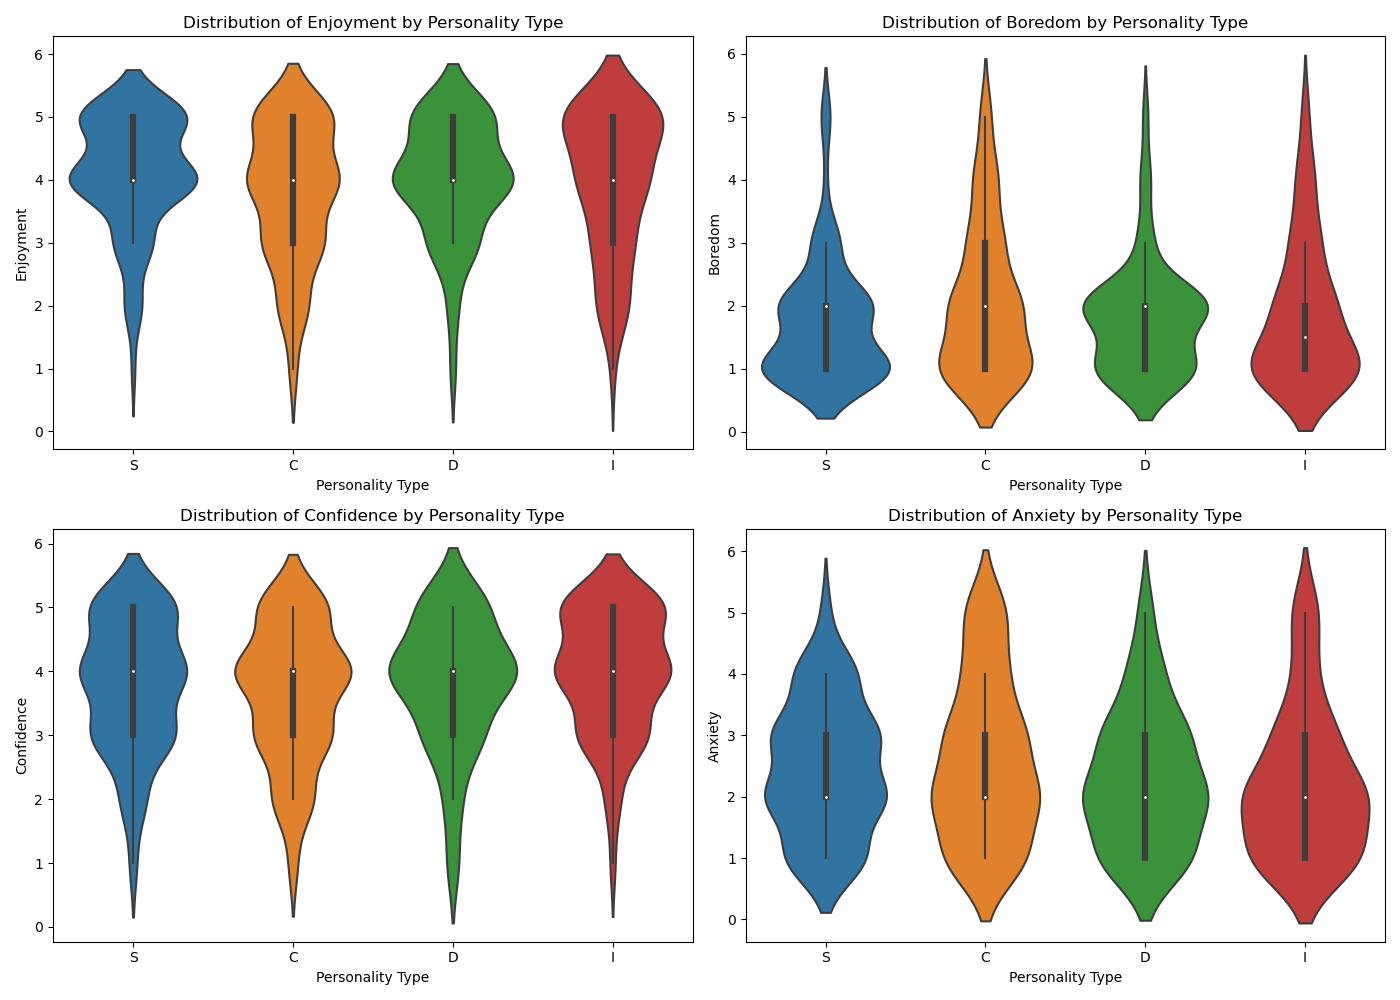 Distribution of Enjoyment by Personality Type
6
5
4
3
2
1
0
Enjoyment
S C D I
Personality Type
Distribution of Boredom by Personality Type
6
5
4
3
2
1
0
Boredom
S C D I
Personality Type
Distribution of Confidence by Personality Type
6
5
4
3
2
1
0
Confidence
S C D I
Personality Type
Distribution of Anxiety by Personality Type
6
5
4
3
2
1
0
Anxiety
S C D I
Personality Type